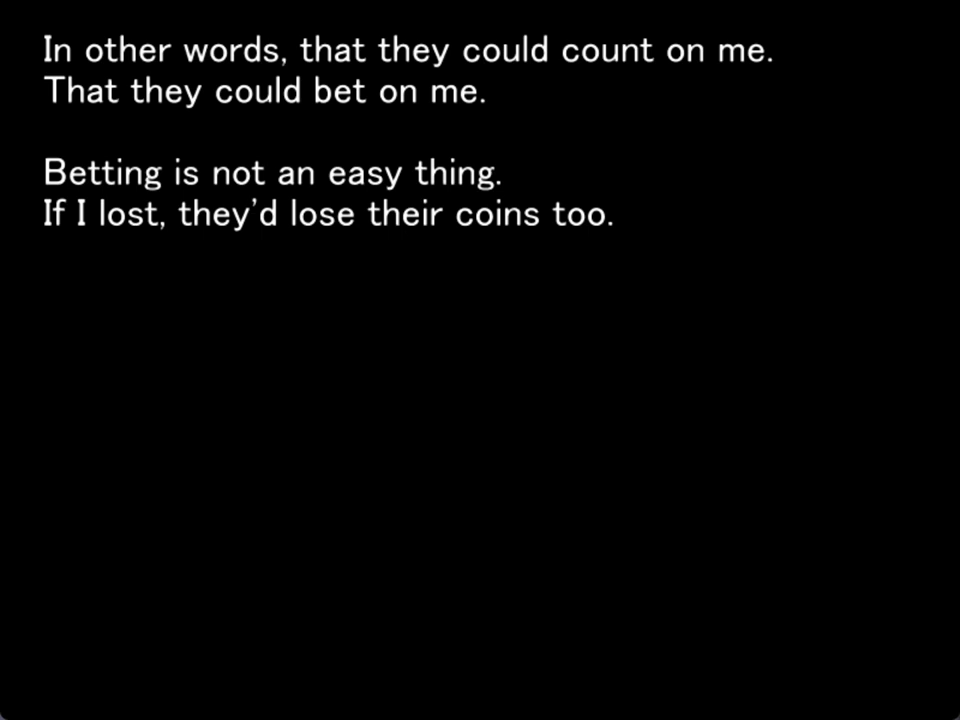 In other words, that they could count on me.
That they could bet on me.
Betting is not an easy thing.
If I lost, they'd lose their coins too.